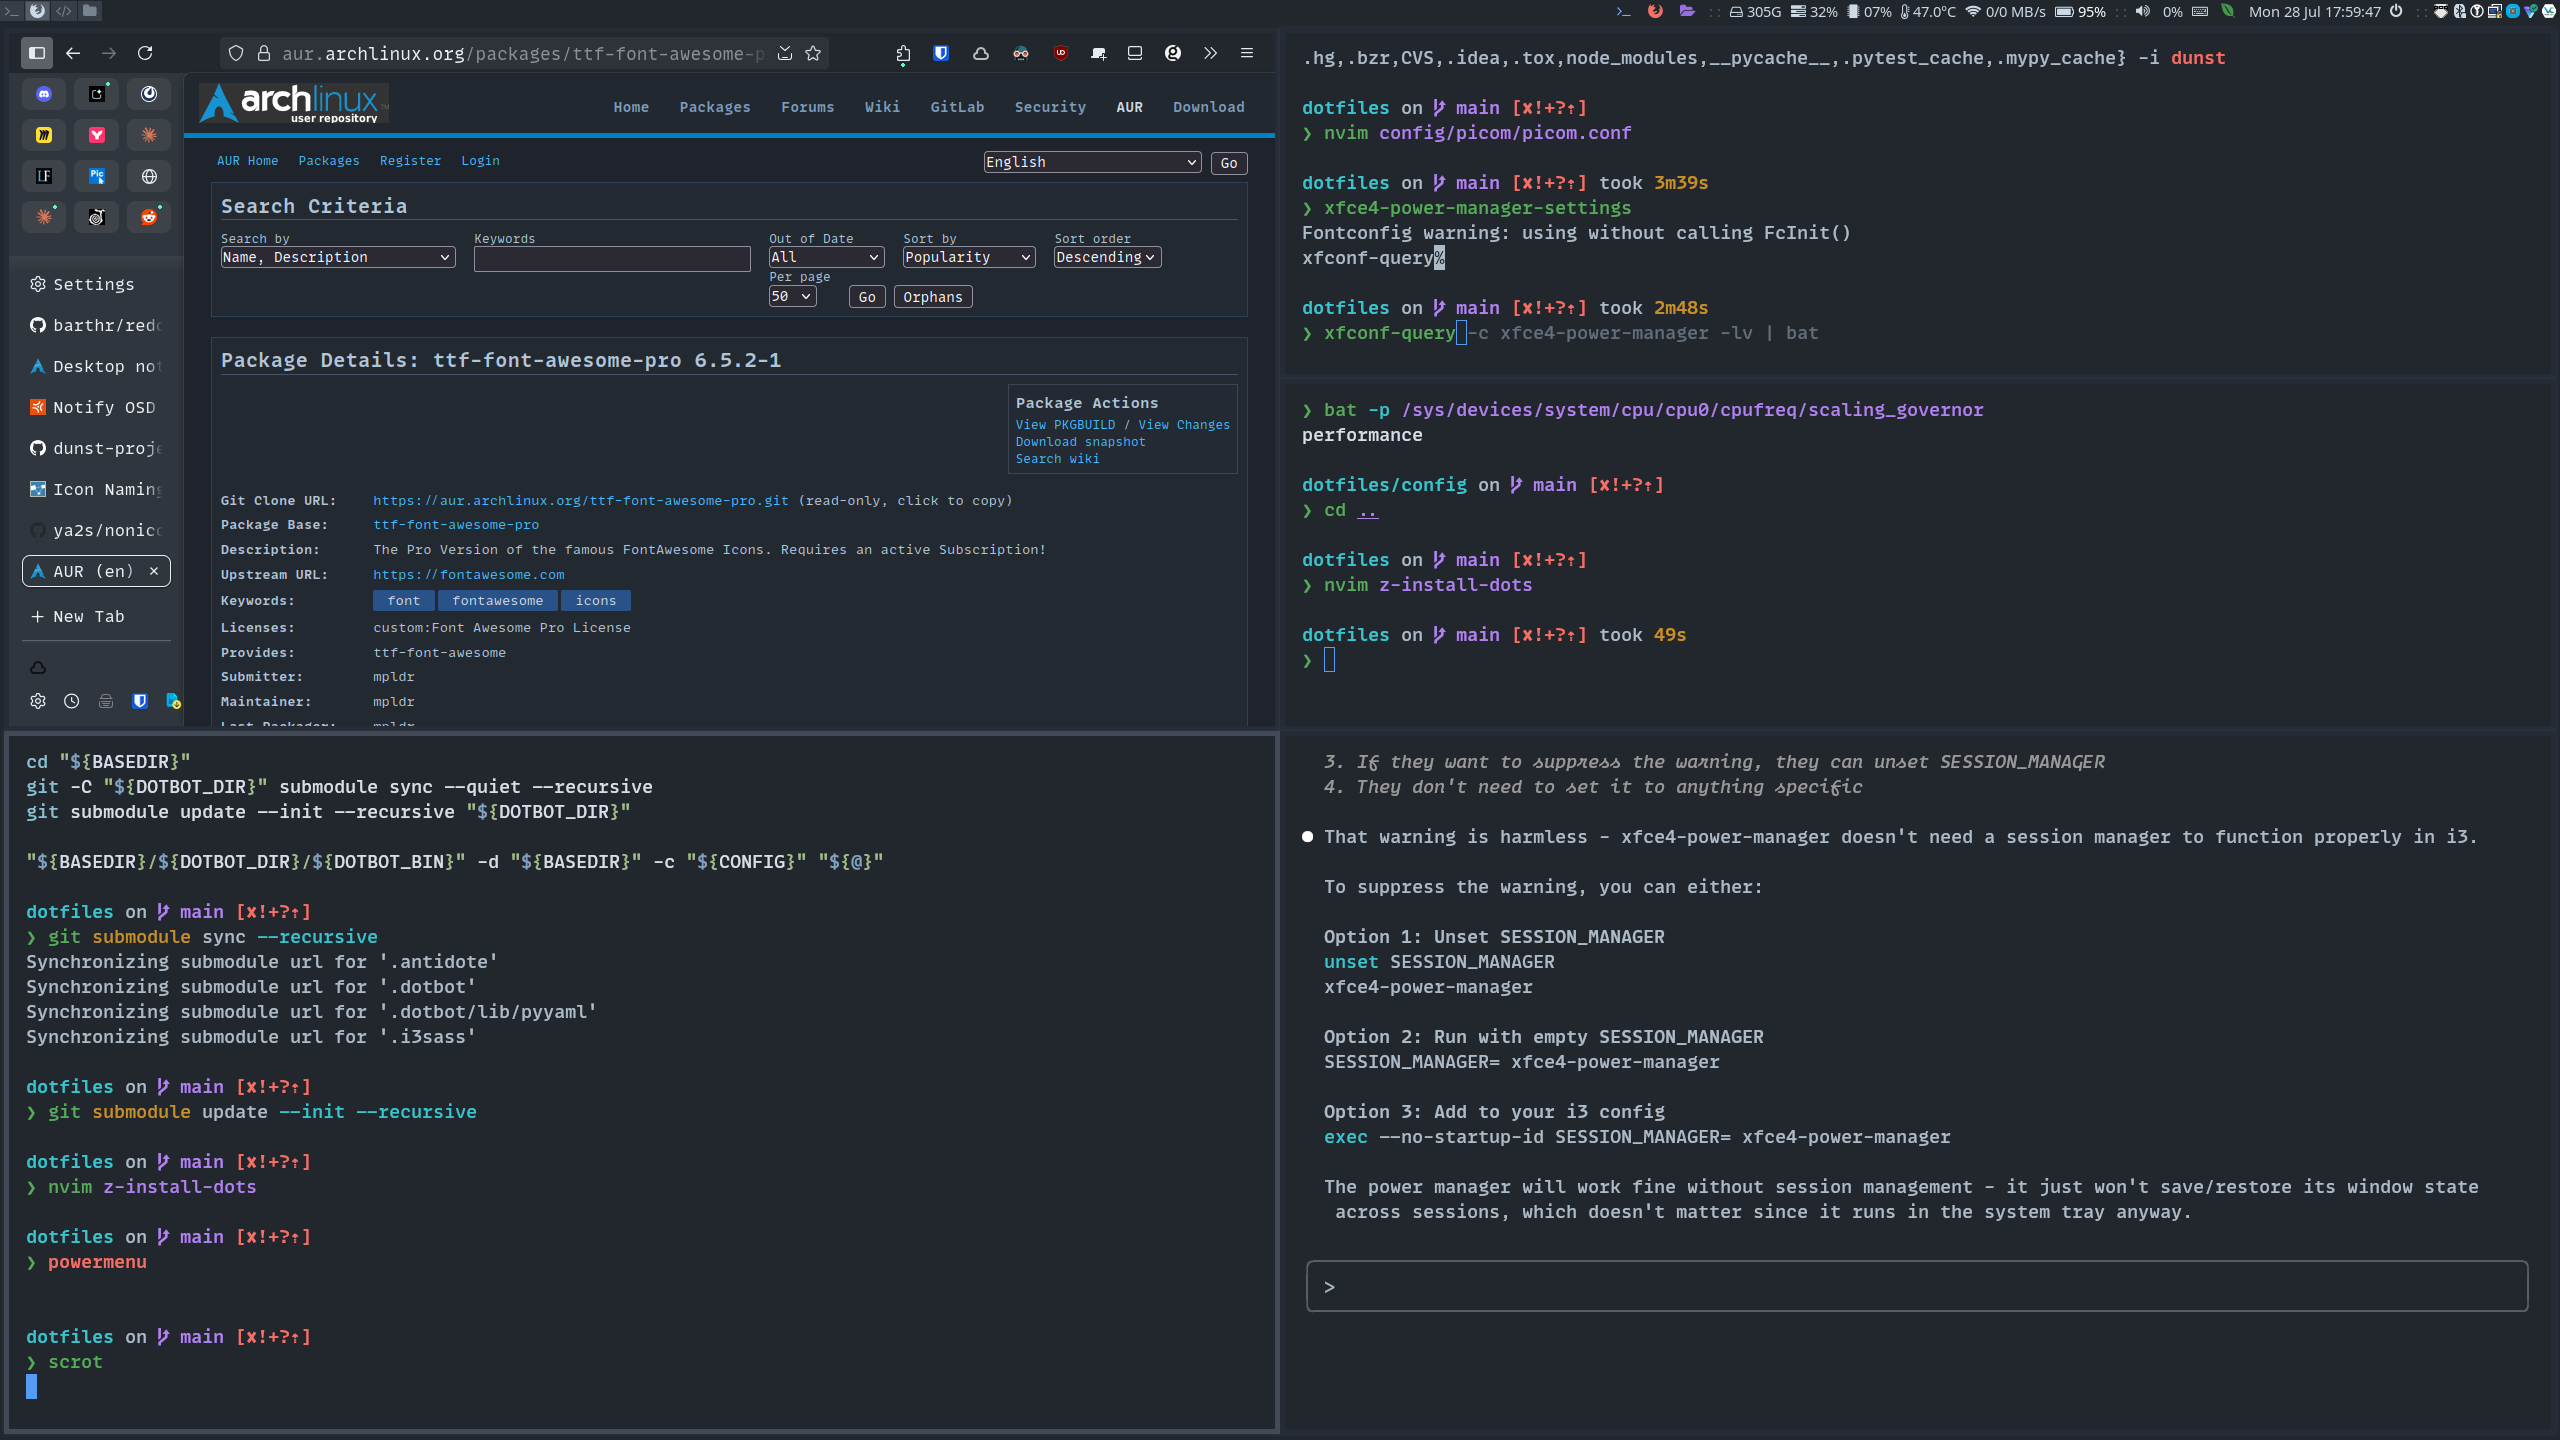 305G 32% 07% 47.0°C 0/0 MB/s 95% 0% Mon 28 Jul 17:59:47
aur.archlinux.org/packages/ttf-font-awesome-p
archlinux
user repository
Home Packages Forums Wiki GitLab Security AUR Download
AUR Home Packages Register Login
English Go
Search Criteria
Search by Keywords Out of Date Sort by Sort order
Name, Description All Popularity Descending
Per page
50 Go Orphans
Package Details: ttf-font-awesome-pro 6.5.2-1
Package Actions
View PKGBUILD / View Changes
Download snapshot
Search wiki
Git Clone URL: https://aur.archlinux.org/ttf-font-awesome-pro.git (read-only, click to copy)
Package Base: ttf-font-awesome-pro
Description: The Pro Version of the famous FontAwesome Icons. Requires an active Subscription!
Upstream URL: https://fontawesome.com
Keywords: font fontawesome icons
Licenses: custom:Font Awesome Pro License
Provides: ttf-font-awesome
Submitter: mpldr
Maintainer: mpldr
Last Packager: mpldr
LF
Pic
Settings
barthr/redo
Desktop not
Notify OSD
dunst-proje
Icon Naming
ya2s/nonico
AUR (en) ×
+ New Tab
.hg,.bzr,CVS,.idea,.tox,node_modules,__pycache__,.pytest_cache,.mypy_cache} -i dunst
dotfiles on main [✘!+?⇡]
❯ nvim config/picom/picom.conf
dotfiles on main [✘!+?⇡] took 3m39s
❯ xfce4-power-manager-settings
Fontconfig warning: using without calling FcInit()
xfconf-query%
dotfiles on main [✘!+?⇡] took 2m48s
❯ xfconf-query -c xfce4-power-manager -lv | bat
❯ bat -p /sys/devices/system/cpu/cpu0/cpufreq/scaling_governor
performance
dotfiles/config on main [✘!+?⇡]
❯ cd ..
dotfiles on main [✘!+?⇡]
❯ nvim z-install-dots
dotfiles on main [✘!+?⇡] took 49s
❯
cd "${BASEDIR}"
git -C "${DOTBOT_DIR}" submodule sync --quiet --recursive
git submodule update --init --recursive "${DOTBOT_DIR}"
"${BASEDIR}/${DOTBOT_DIR}/${DOTBOT_BIN}" -d "${BASEDIR}" -c "${CONFIG}" "${@}"
dotfiles on main [✘!+?⇡]
❯ git submodule sync --recursive
Synchronizing submodule url for '.antidote'
Synchronizing submodule url for '.dotbot'
Synchronizing submodule url for '.dotbot/lib/pyyaml'
Synchronizing submodule url for '.i3sass'
dotfiles on main [✘!+?⇡]
❯ git submodule update --init --recursive
dotfiles on main [✘!+?⇡]
❯ nvim z-install-dots
dotfiles on main [✘!+?⇡]
❯ powermenu
dotfiles on main [✘!+?⇡]
❯ scrot
3. If they want to suppress the warning, they can unset SESSION_MANAGER
4. They don't need to set it to anything specific
● That warning is harmless - xfce4-power-manager doesn't need a session manager to function properly in i3.
To suppress the warning, you can either:
Option 1: Unset SESSION_MANAGER
unset SESSION_MANAGER
xfce4-power-manager
Option 2: Run with empty SESSION_MANAGER
SESSION_MANAGER= xfce4-power-manager
Option 3: Add to your i3 config
exec --no-startup-id SESSION_MANAGER= xfce4-power-manager
The power manager will work fine without session management - it just won't save/restore its window state
across sessions, which doesn't matter since it runs in the system tray anyway.
>